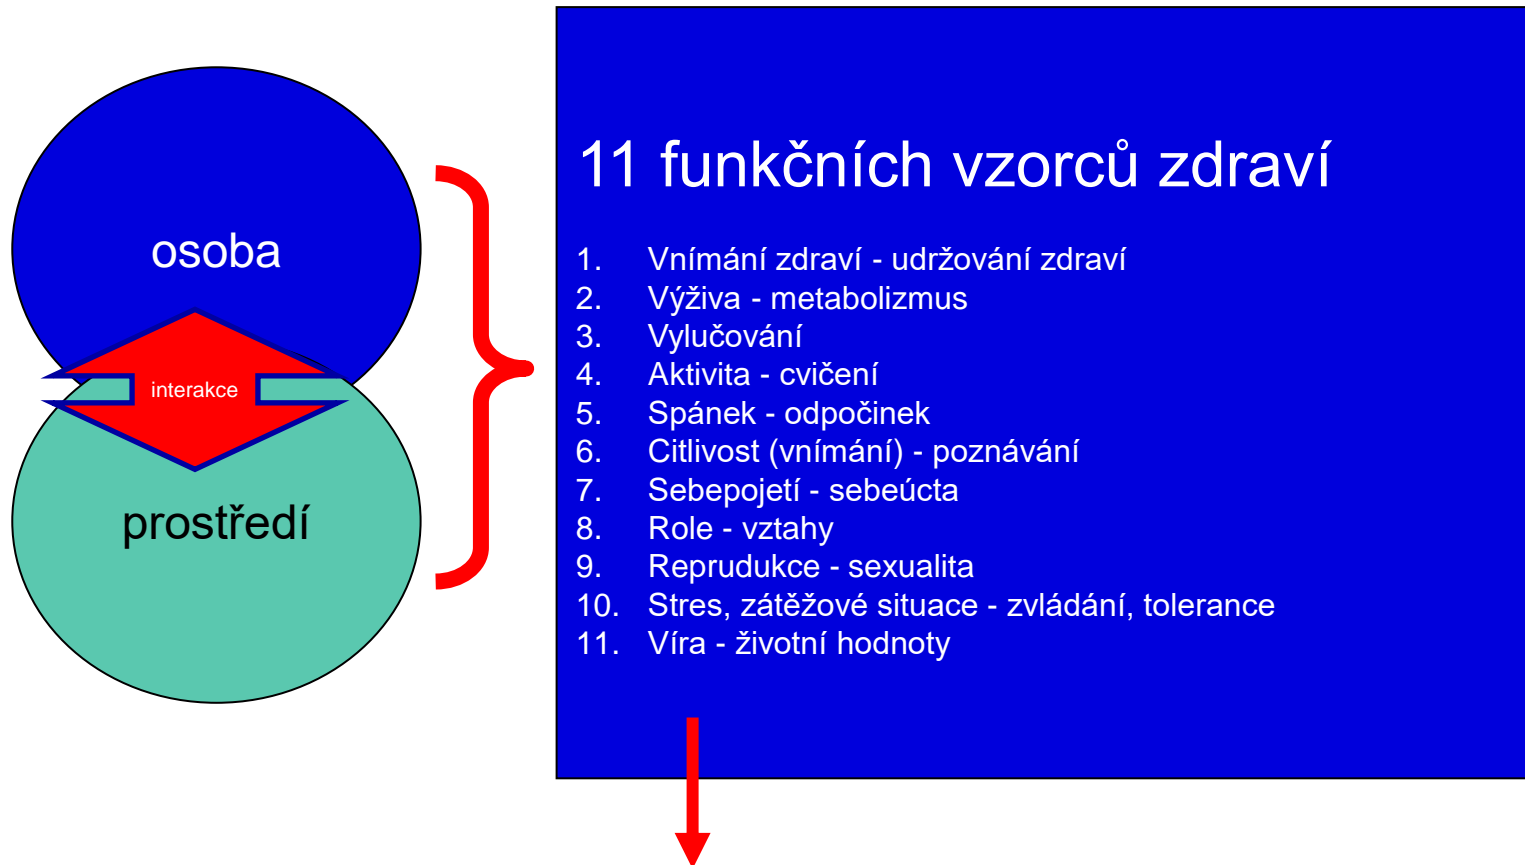 osoba
interakce
prostředí
11 funkčních vzorců zdraví
1. Vnímání zdraví - udržování zdraví
2. Výživa - metabolizmus
3. Vylučování
4. Aktivita - cvičení
5. Spánek - odpočinek
6. Citlivost (vnímání) - poznávání
7. Sebepojetí - sebeúcta
8. Role - vztahy
9. Reprudukce - sexualita
10. Stres, zátěžové situace - zvládání, tolerance
11. Víra - životní hodnoty